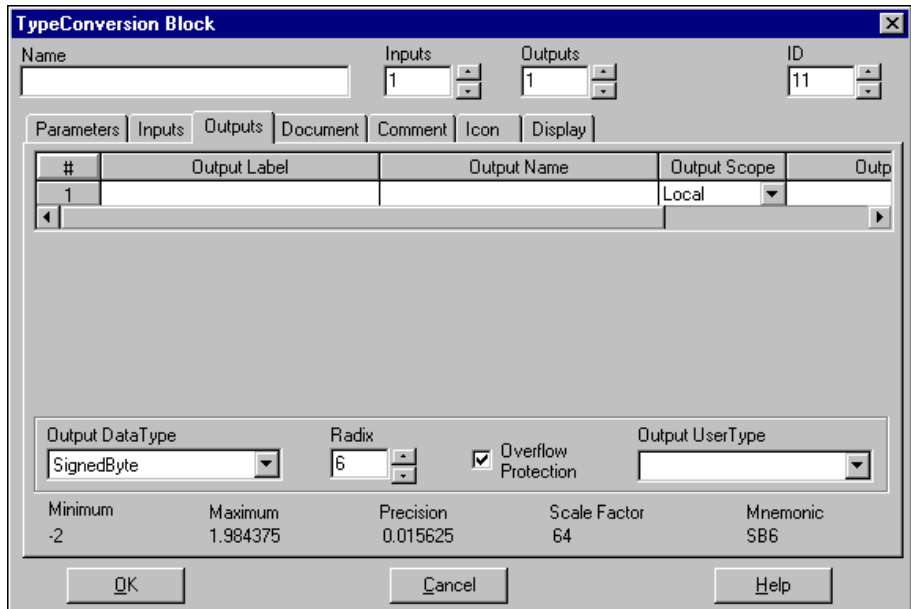 TypeConversion Block
Name Inputs Outputs ID
1 1 11
Parameters Inputs Outputs Document Comment Icon Display
# Output Label Output Name Output Scope Outp
1 Local
Output DataType Radix Overflow Protection Output UserType
SignedByte 6
Minimum Maximum Precision Scale Factor Mnemonic
-2 1.984375 0.015625 64 SB6
OK Cancel Help